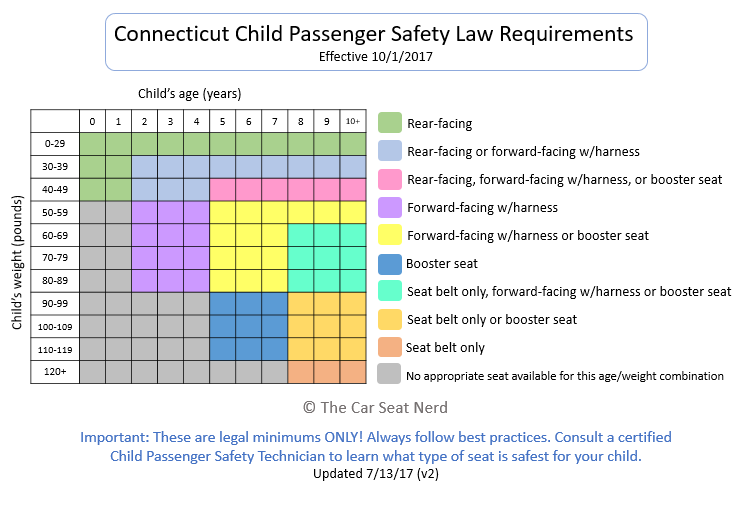 Connecticut Child Passenger Safety Law Requirements
Effective 10/1/2017
Child’s age (years)
0 1 2 3 4 5 6 7 8 9 10+
Child’s weight (pounds)
0-29
30-39
40-49
50-59
60-69
70-79
80-89
90-99
100-109
110-119
120+
Rear-facing
Rear-facing or forward-facing w/harness
Rear-facing, forward-facing w/harness, or booster seat
Forward-facing w/harness
Forward-facing w/harness or booster seat
Booster seat
Seat belt only, forward-facing w/harness or booster seat
Seat belt only or booster seat
Seat belt only
No appropriate seat available for this age/weight combination
© The Car Seat Nerd
Important: These are legal minimums ONLY! Always follow best practices. Consult a certified
Child Passenger Safety Technician to learn what type of seat is safest for your child.
Updated 7/13/17 (v2)